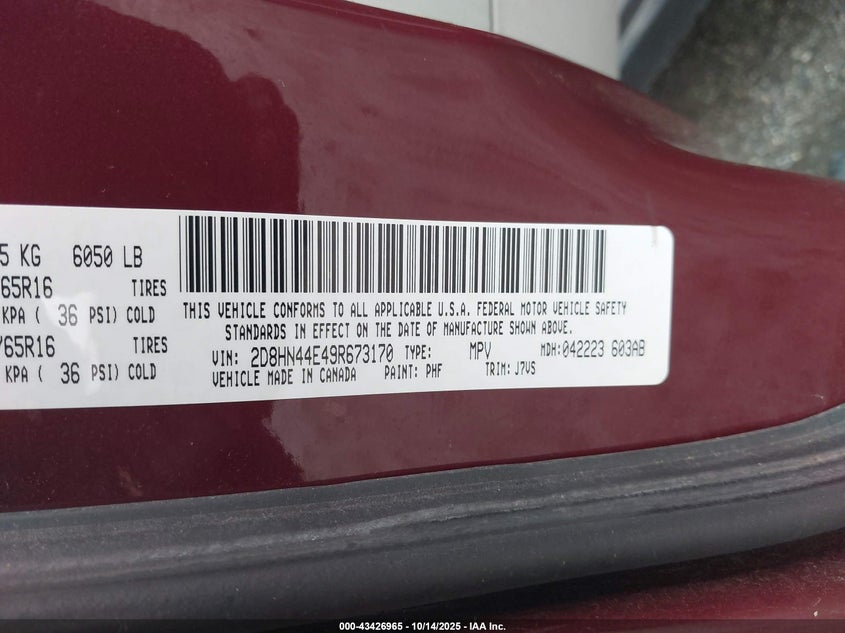 5 KG 6050 LB
65R16 TIRES
KPA ( 36 PSI) COLD
/65R16 TIRES
KPA ( 36 PSI) COLD
THIS VEHICLE CONFORMS TO ALL APPLICABLE U.S.A. FEDERAL MOTOR VEHICLE SAFETY
STANDARDS IN EFFECT ON THE DATE OF MANUFACTURE SHOWN ABOVE.
VIN: 2D8HN44E49R673170 TYPE: MPV MDH:042223 603AB
VEHICLE MADE IN CANADA PAINT: PHF TRIM: J7VS
000-43426965 - 10/14/2025 - IAA Inc.